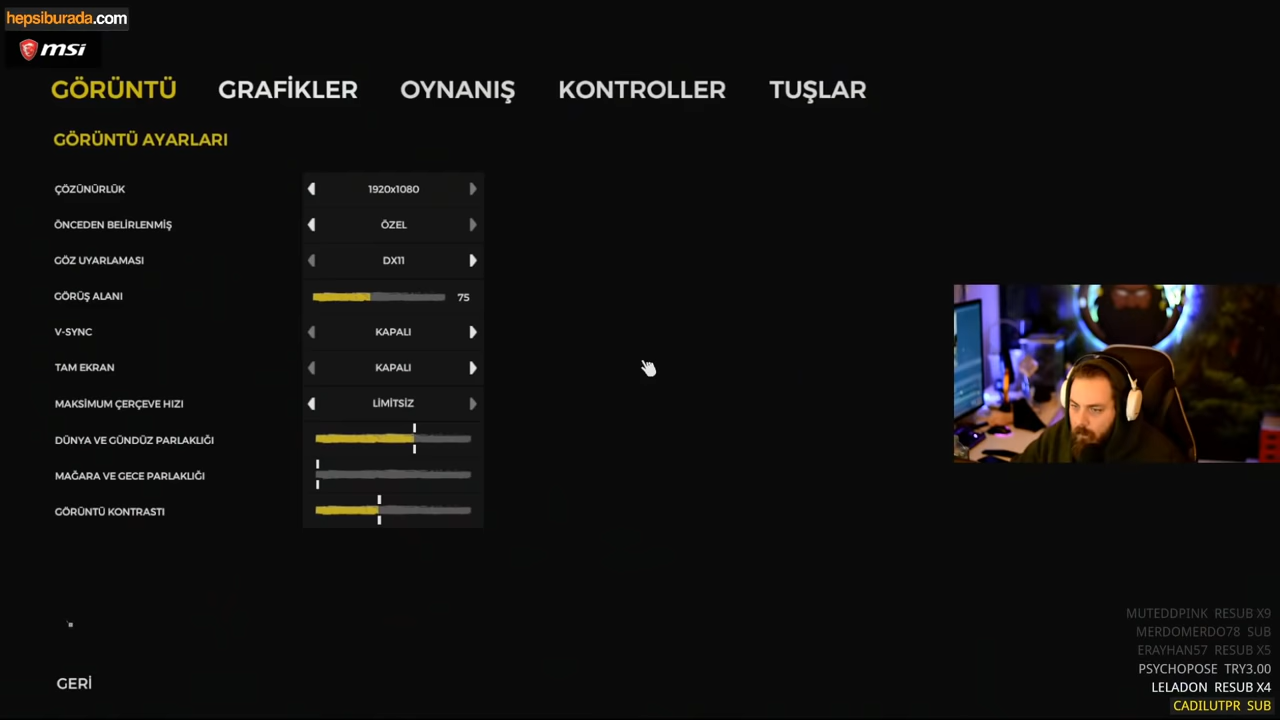 hepsiburada.com
msi
GÖRÜNTÜ GRAFİKLER OYNANIŞ KONTROLLER TUŞLAR
GÖRÜNTÜ AYARLARI
ÇÖZÜNÜRLÜK 1920x1080
ÖNCEDEN BELİRLENMİŞ ÖZEL
GÖZ UYARLAMASI DX11
GÖRÜŞ ALANI 75
V-SYNC KAPALI
TAM EKRAN KAPALI
MAKSİMUM ÇERÇEVE HIZI LİMİTSİZ
DÜNYA VE GÜNDÜZ PARLAKLIĞI
MAĞARA VE GECE PARLAKLIĞI
GÖRÜNTÜ KONTRASTI
MUTEDDPINK RESUB X9
MERDOMERDO78 SUB
ERAYHAN57 RESUB X5
PSYCHOPOSE TRY3.00
LELADON RESUB X4
CADILUTPR SUB
GERİ